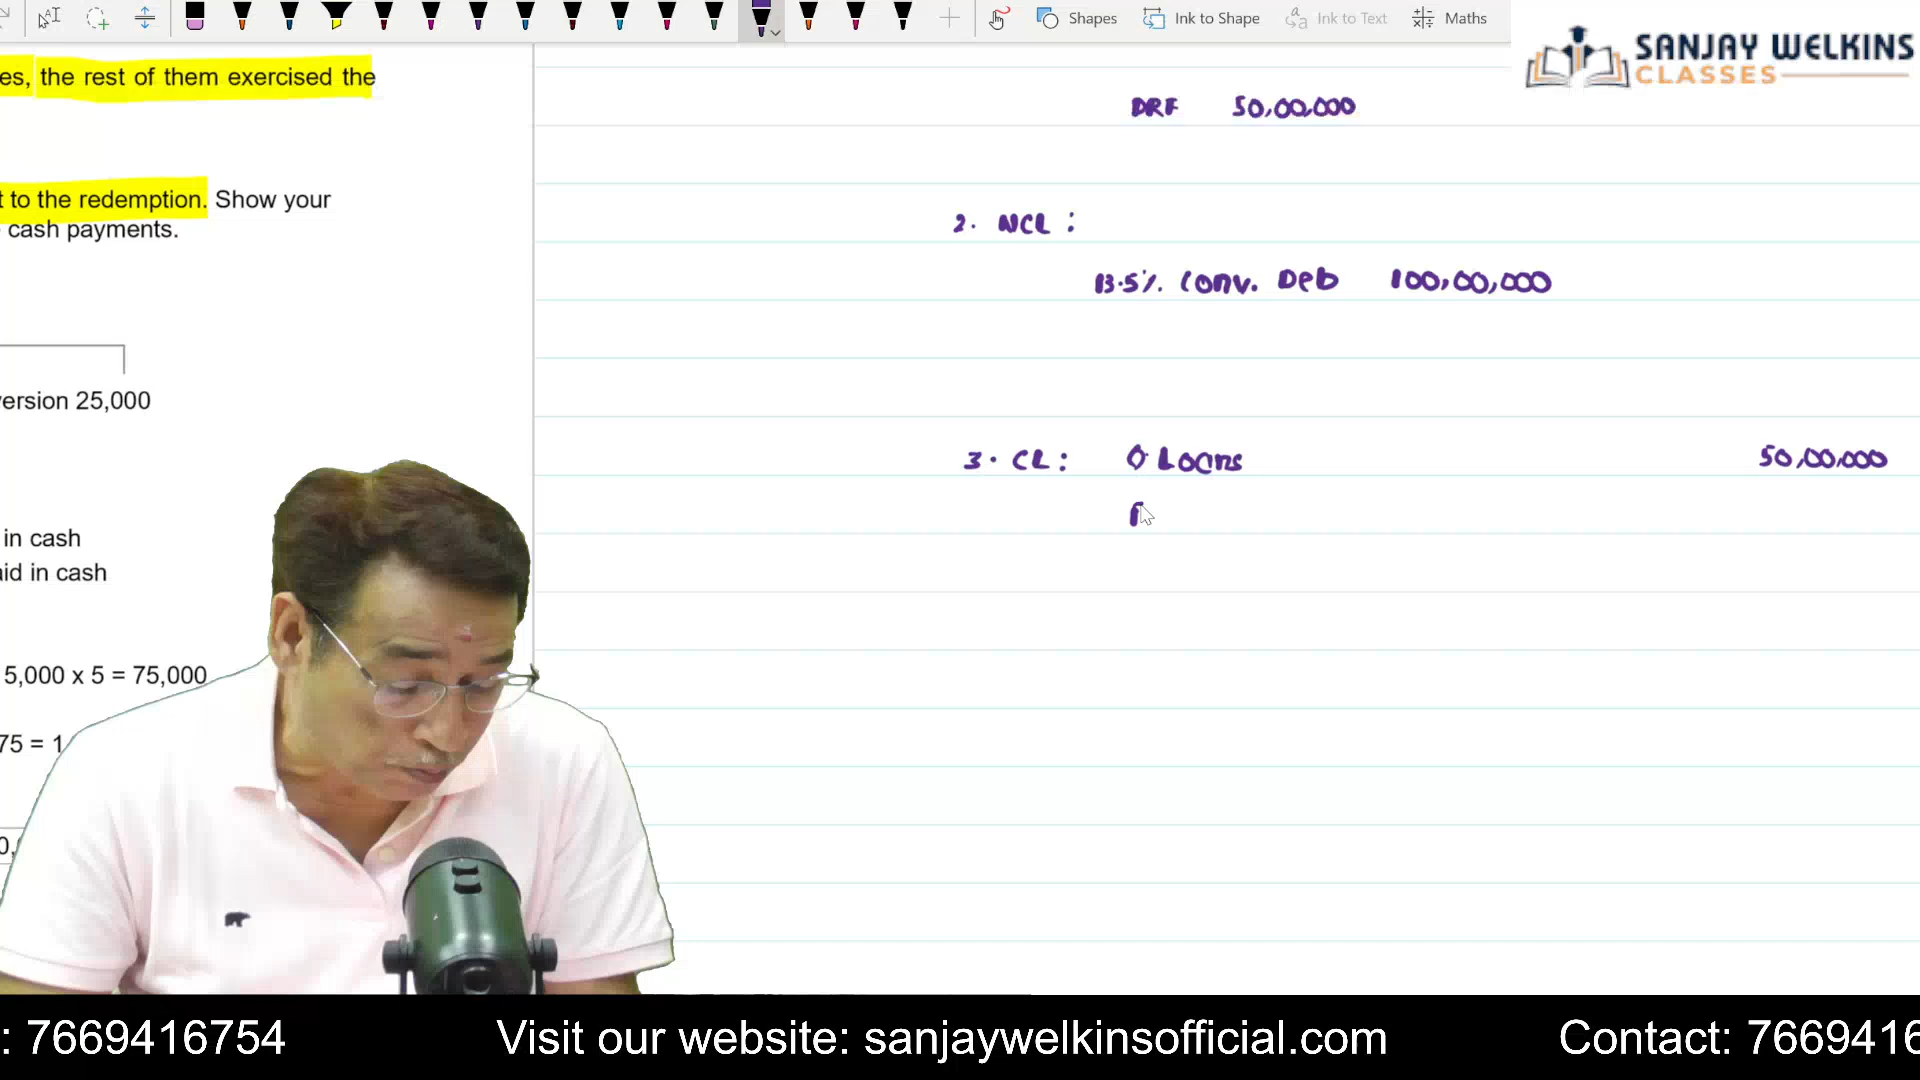 Shapes Ink to Shape Ink to Text Maths
SANJAY WELKINS
CLASSES
es, the rest of them exercised the
t to the redemption. Show your
cash payments.
ersion 25,000
in cash
aid in cash
5,000 x 5 = 75,000
75 = 1
0,
DRF 50,00,000
2. NCL :
13.5%. Conv. Deb 100,00,000
3. CL : Loans 50,00,000
: 7669416754 Visit our website: sanjaywelkinsofficial.com Contact: 7669416